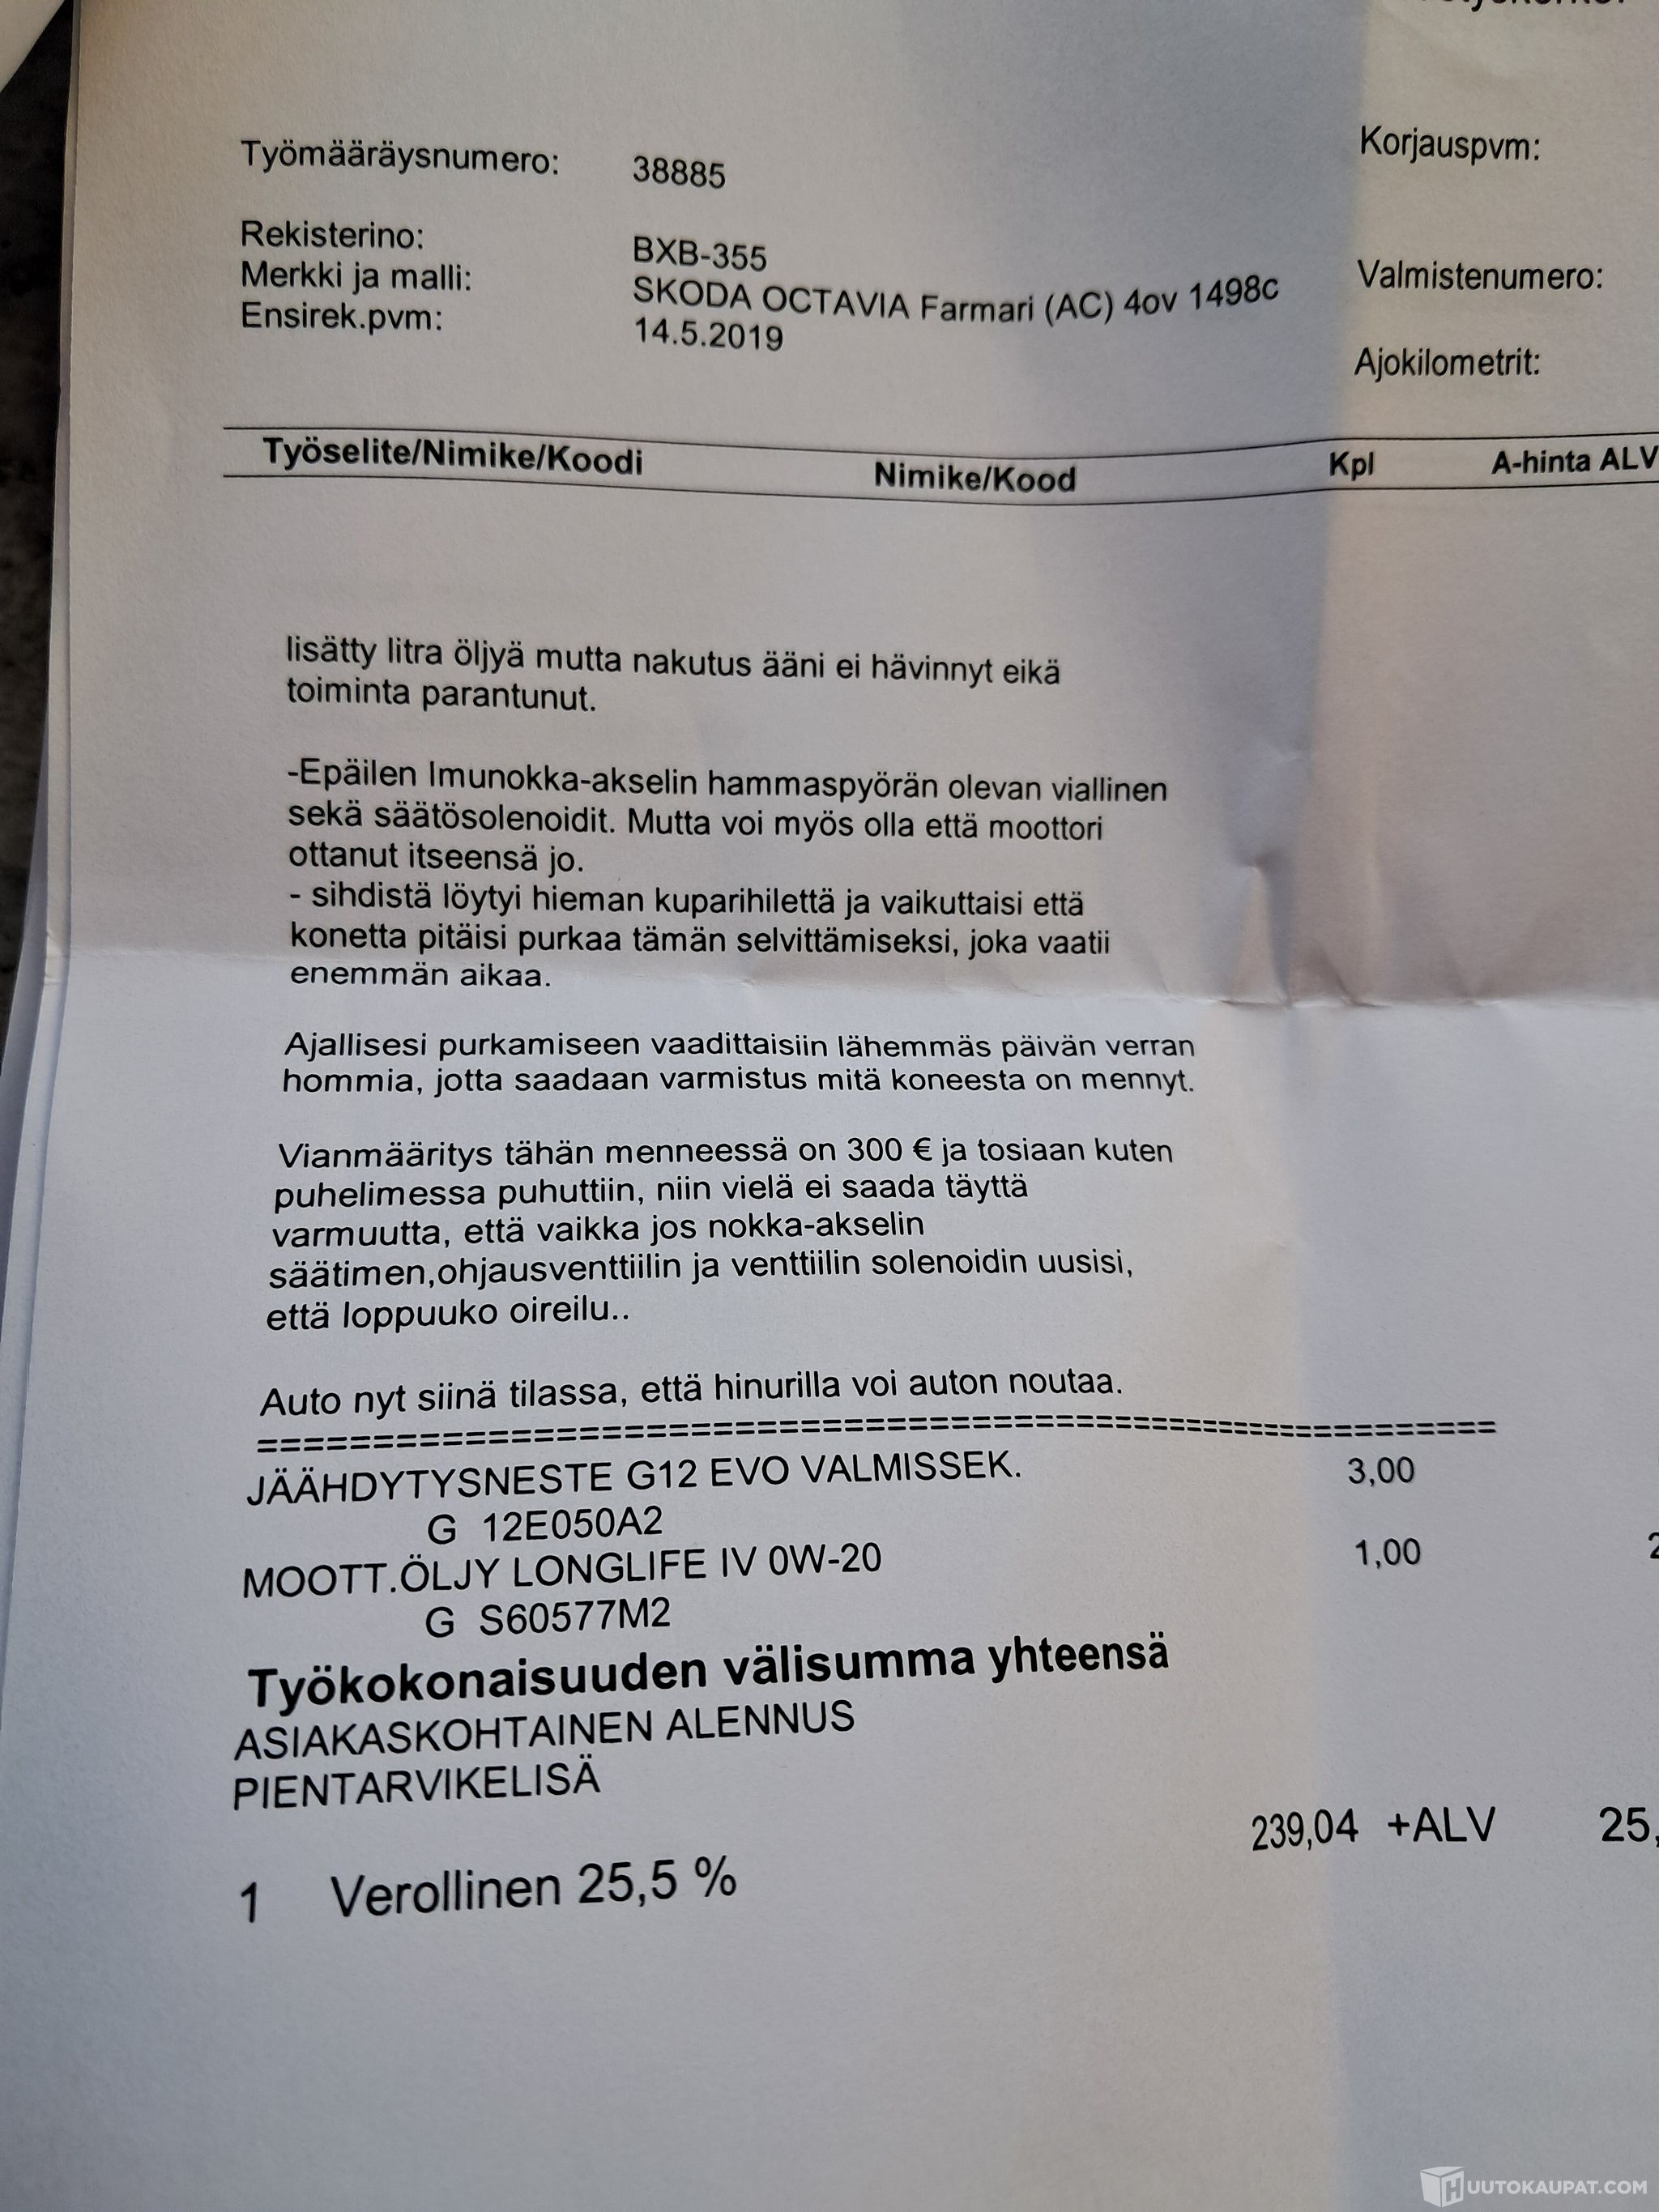 Työmääräysnumero: 38885
Korjauspvm:
Rekisterino: BXB-355
Merkki ja malli: SKODA OCTAVIA Farmari (AC) 4ov 1498c
Valmistenumero:
Ensirek.pvm: 14.5.2019
Ajokilometrit:
Työselite/Nimike/Koodi Nimike/Kood Kpl A-hinta ALV
lisätty litra öljyä mutta nakutus ääni ei hävinnyt eikä
toiminta parantunut.
-Epäilen Imunokka-akselin hammaspyörän olevan viallinen
sekä säätösolenoidit. Mutta voi myös olla että moottori
ottanut itseensä jo.
- sihdistä löytyi hieman kuparihilettä ja vaikuttaisi että
konetta pitäisi purkaa tämän selvittämiseksi, joka vaatii
enemmän aikaa.
Ajallisesi purkamiseen vaadittaisiin lähemmäs päivän verran
hommia, jotta saadaan varmistus mitä koneesta on mennyt.
Vianmääritys tähän menneessä on 300 € ja tosiaan kuten
puhelimessa puhuttiin, niin vielä ei saada täyttä
varmuutta, että vaikka jos nokka-akselin
säätimen,ohjausventtiilin ja venttiilin solenoidin uusisi,
että loppuuko oireilu..
Auto nyt siinä tilassa, että hinurilla voi auton noutaa.
================================================================
JÄÄHDYTYSNESTE G12 EVO VALMISSEK. 3,00
G 12E050A2
MOOTT.ÖLJY LONGLIFE IV 0W-20 1,00 2
G S60577M2
Työkokonaisuuden välisumma yhteensä
ASIAKASKOHTAINEN ALENNUS
PIENTARVIKELISÄ
239,04 +ALV 25,
1 Verollinen 25,5 %
HUUTOKAUPAT.COM